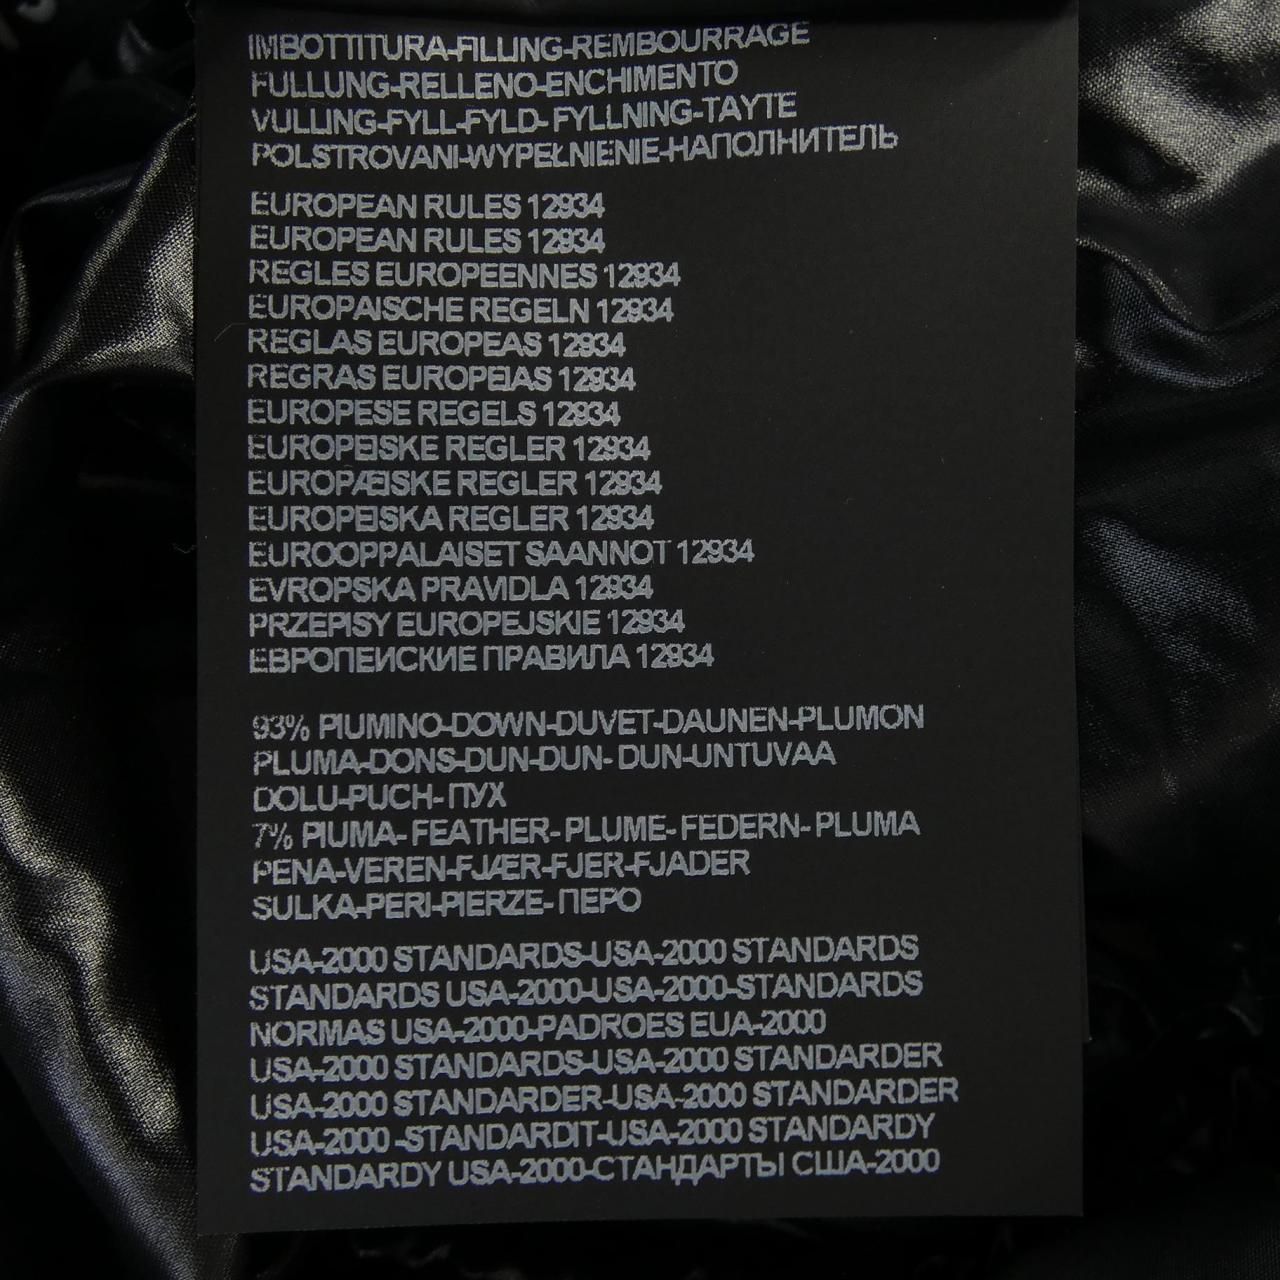 IMBOTTITURA-FILLING-REMBOURRAGE
FULLUNG-RELLENO-ENCHIMENTO
VULLING-FYLL-FYLD- FYLLNING-TAYTE
POLSTROVANI-WYPEŁNIENIE-НАПОЛНИТЕЛЬ
EUROPEAN RULES 12934
EUROPEAN RULES 12934
REGLES EUROPEENNES 12934
EUROPAISCHE REGELN 12934
REGLAS EUROPEAS 12934
REGRAS EUROPEIAS 12934
EUROPESE REGELS 12934
EUROPEISKE REGLER 12934
EUROPÆISKE REGLER 12934
EUROPEISKA REGLER 12934
EUROOPPALAISET SAANNOT 12934
EVROPSKA PRAVIDLA 12934
PRZEPISY EUROPEJSKIE 12934
ЕВРОПЕИСКИЕ ПРАВИЛА 12934
93% PIUMINO-DOWN-DUVET-DAUNEN-PLUMON
PLUMA-DONS-DUN-DUN- DUN-UNTUVAA
DOLU-PUCH- ПУХ
7% PIUMA- FEATHER- PLUME- FEDERN- PLUMA
PENA-VEREN-FJÆR-FJER-FJADER
SULKA-PERI-PIERZE- ПЕРО
USA-2000 STANDARDS-USA-2000 STANDARDS
STANDARDS USA-2000-USA-2000-STANDARDS
NORMAS USA-2000-PADROES EUA-2000
USA-2000 STANDARDS-USA-2000 STANDARDER
USA-2000 STANDARDER-USA-2000 STANDARDER
USA-2000 -STANDARDIT-USA-2000 STANDARDY
STANDARDY USA-2000-СТАНДАРТЫ США-2000